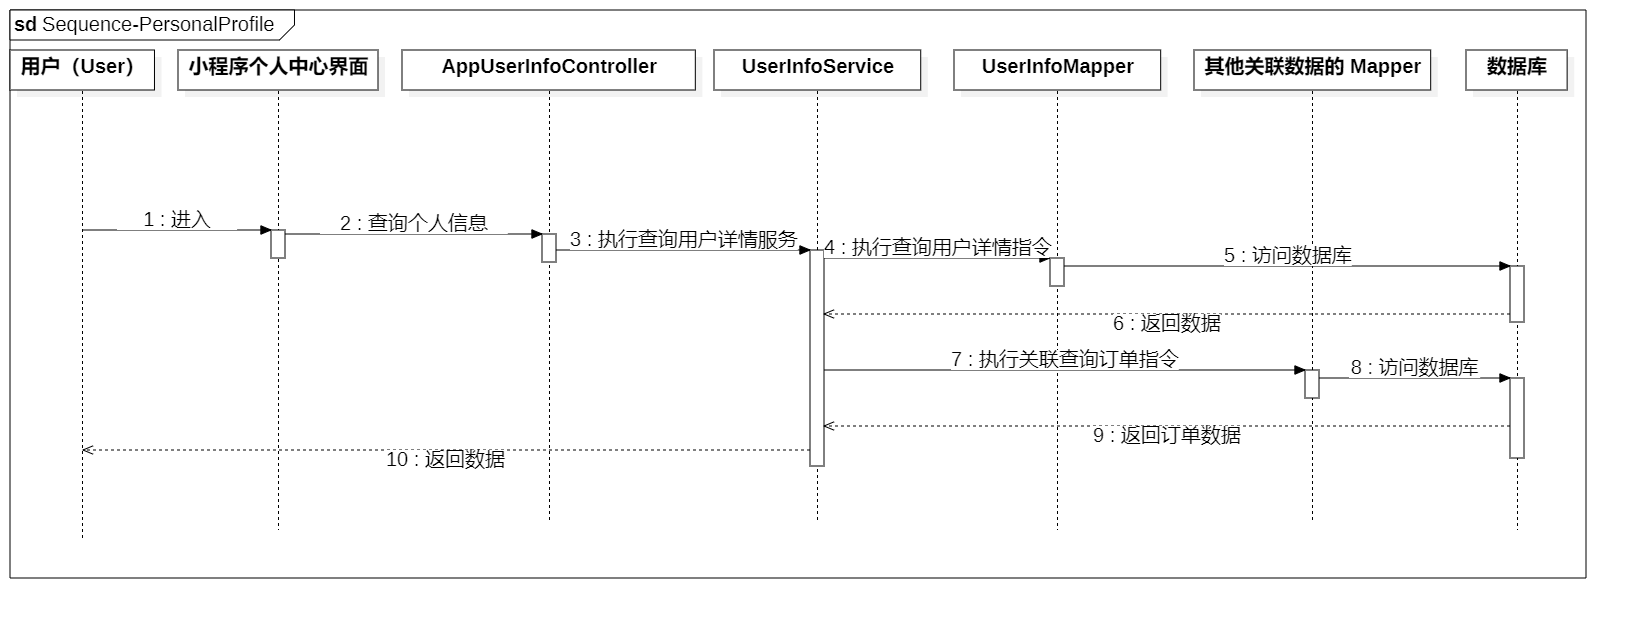 sd Sequence-PersonalProfile
用户（User）
小程序个人中心界面
AppUserInfoController
UserInfoService
UserInfoMapper
其他关联数据的 Mapper
数据库
1 : 进入
2 : 查询个人信息
3 : 执行查询用户详情服务
4 : 执行查询用户详情指令
5 : 访问数据库
6 : 返回数据
7 : 执行关联查询订单指令
8 : 访问数据库
9 : 返回订单数据
10 : 返回数据